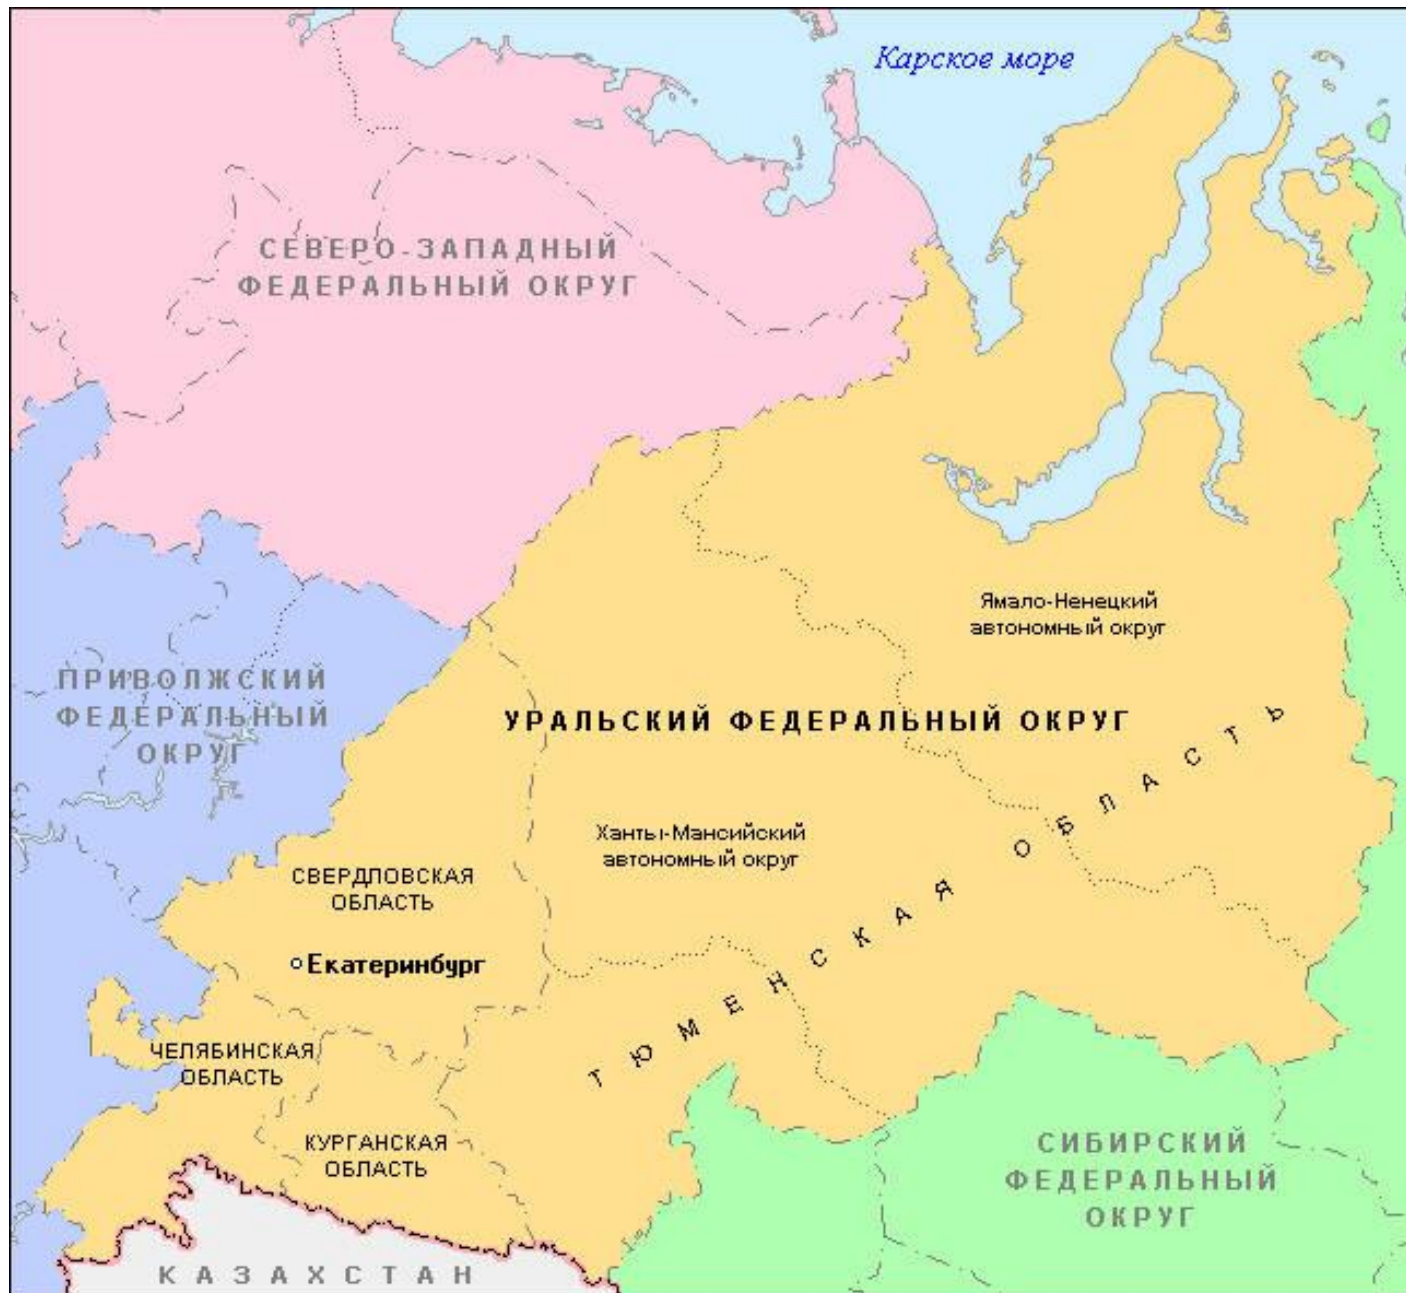 Карское море
СЕВЕРО-ЗАПАДНЫЙ
ФЕДЕРАЛЬНЫЙ ОКРУГ
Ямало-Ненецкий
автономный округ
ПРИВОЛЖСКИЙ
ФЕДЕРАЛЬНЫЙ
ОКРУГ
УРАЛЬСКИЙ ФЕДЕРАЛЬНЫЙ ОКРУГ
Ханты-Мансийский
автономный округ
ТЮМЕНСКАЯ ОБЛАСТЬ
СВЕРДЛОВСКАЯ
ОБЛАСТЬ
Екатеринбург
ЧЕЛЯБИНСКАЯ
ОБЛАСТЬ
КУРГАНСКАЯ
ОБЛАСТЬ
СИБИРСКИЙ
ФЕДЕРАЛЬНЫЙ
ОКРУГ
КАЗАХСТАН